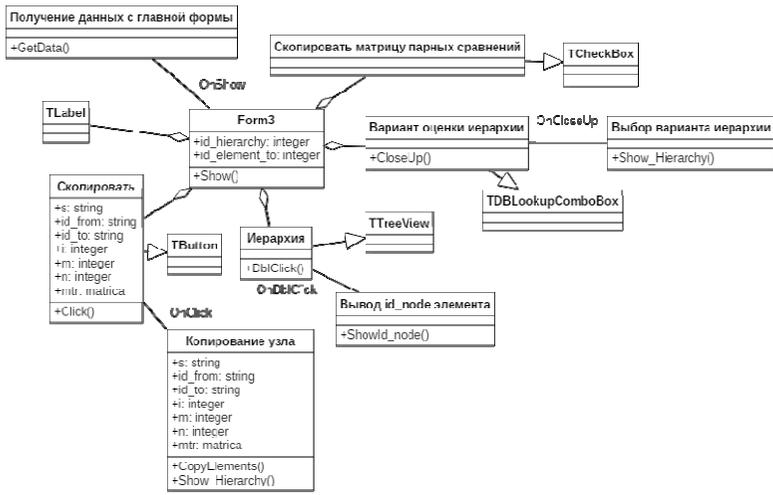 Получение данных с главной формы
+GetData()
OnShow
Скопировать матрицу парных сравнений
TCheckBox
TLabel
Form3
+id_hierarchy: integer
+id_element_to: integer
+Show()
Вариант оценки иерархии
+CloseUp()
OnCloseUp
Выбор варианта иерархии
+Show_Hierarhyi()
TDBLookupComboBox
Скопировать
+s: string
+id_from: string
+id_to: string
+i: integer
+m: integer
+n: integer
+mtr: matrica
+Click()
TButton
Иерархия
+DblClick()
TTreeView
OnDblClick
Вывод id_node элемента
+ShowId_node()
OnClick
Копирование узла
+s: string
+id_from: string
+id_to: string
+i: integer
+m: integer
+n: integer
+mtr: matrica
+CopyElements()
+Show_Hierarhy()